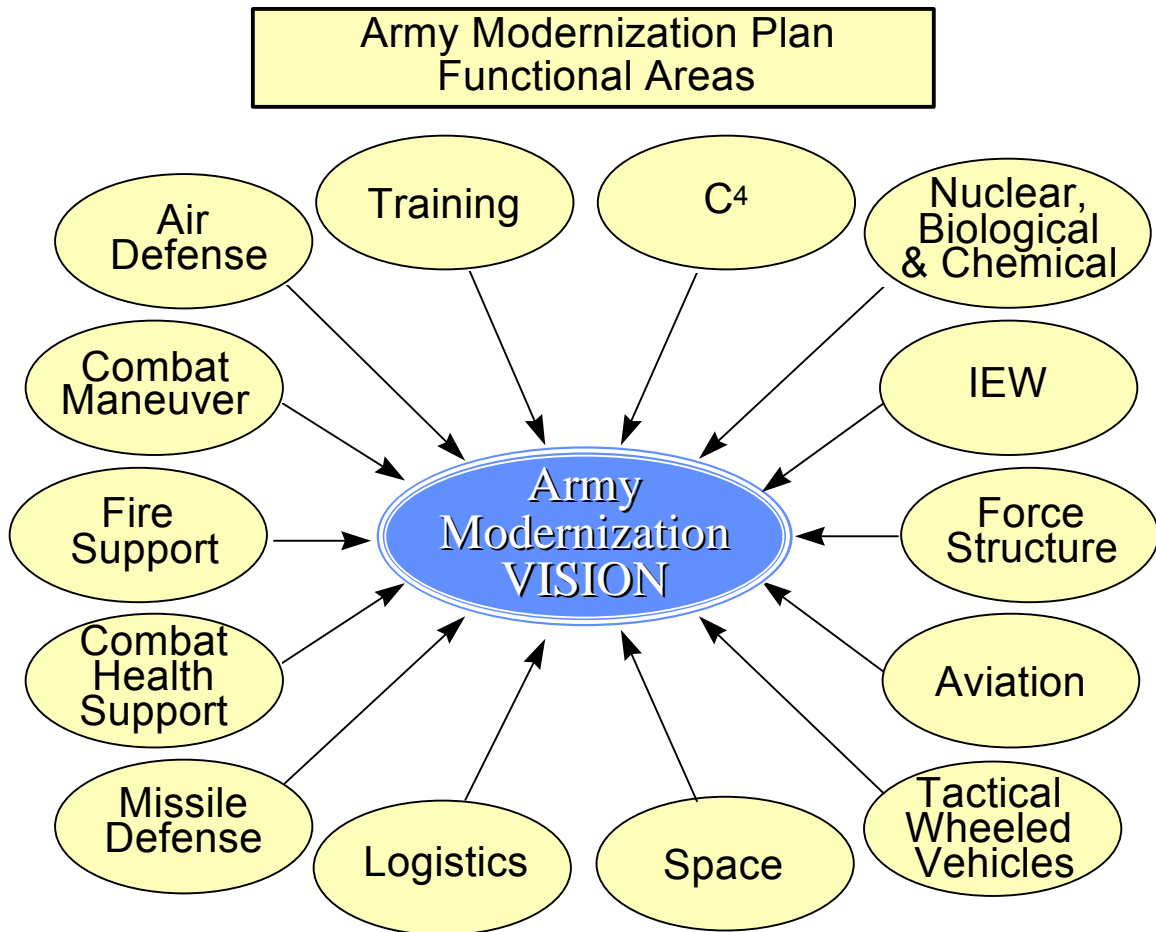 Army Modernization Plan
Functional Areas
Training
C4
Air
Defense
Nuclear,
Biological
& Chemical
Combat
Maneuver
IEW
Fire
Support
Army
Modernization
VISION
Force
Structure
Combat
Health
Support
Aviation
Missile
Defense
Logistics
Space
Tactical
Wheeled
Vehicles